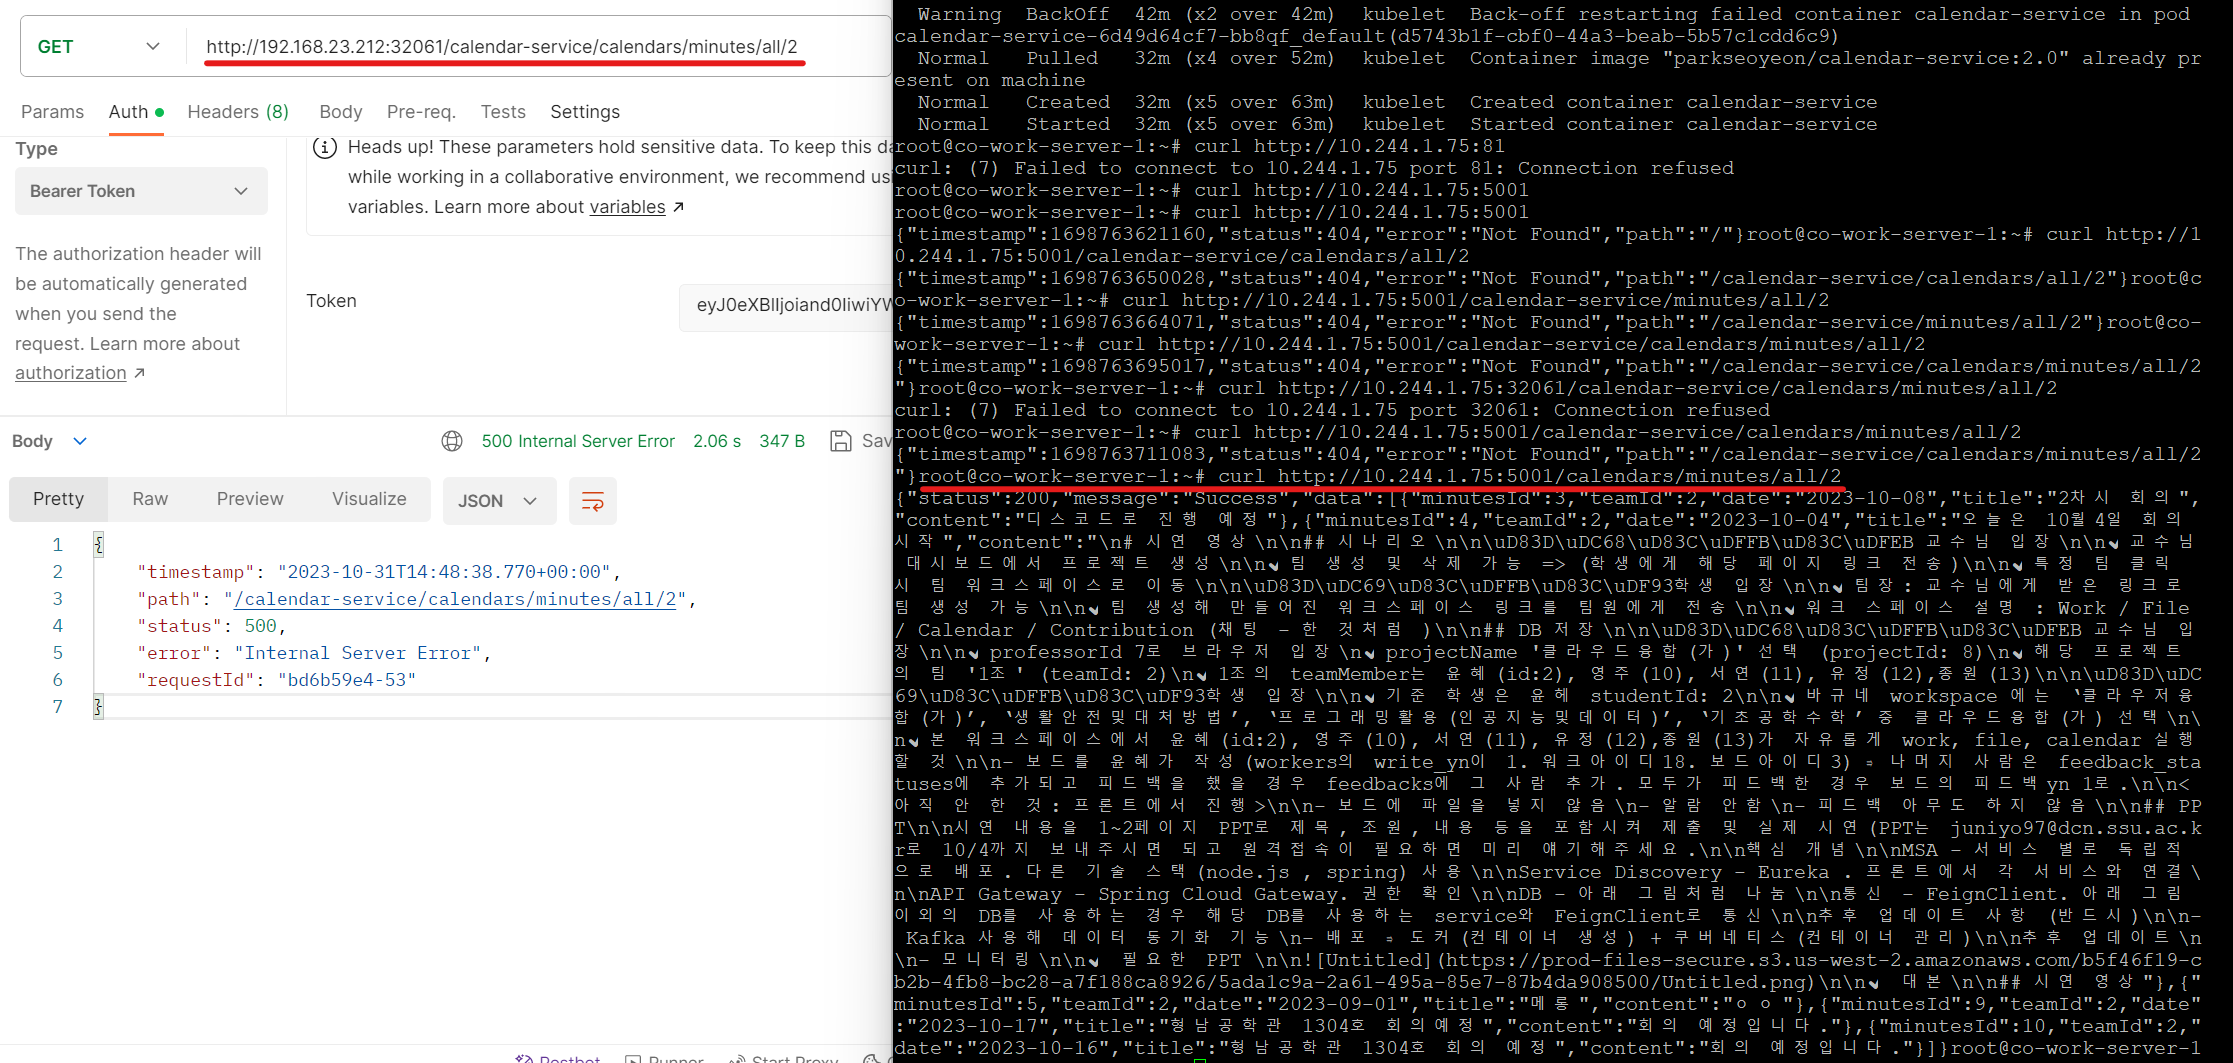 GET
http://192.168.23.212:32061/calendar-service/calendars/minutes/all/2
Params Auth Headers (8) Body Pre-req. Tests Settings
Type
Bearer Token
The authorization header will
be automatically generated
when you send the
request. Learn more about
authorization ↗
Heads up! These parameters hold sensitive data. To keep this da
while working in a collaborative environment, we recommend usi
variables. Learn more about variables ↗
Token
eyJ0eXBlIjoiand0IiwiYW
Body
500 Internal Server Error 2.06 s 347 B Sav
Pretty Raw Preview Visualize JSON
1 {
2 "timestamp": "2023-10-31T14:48:38.770+00:00",
3 "path": "/calendar-service/calendars/minutes/all/2",
4 "status": 500,
5 "error": "Internal Server Error",
6 "requestId": "bd6b59e4-53"
7 }
Postbot Runner Start Proxy
Warning BackOff 42m (x2 over 42m) kubelet Back-off restarting failed container calendar-service in pod
calendar-service-6d49d64cf7-bb8qf_default(d5743b1f-cbf0-44a3-beab-5b57c1cdd6c9)
Normal Pulled 32m (x4 over 52m) kubelet Container image "parkseoyeon/calendar-service:2.0" already pr
esent on machine
Normal Created 32m (x5 over 63m) kubelet Created container calendar-service
Normal Started 32m (x5 over 63m) kubelet Started container calendar-service
root@co-work-server-1:~# curl http://10.244.1.75:81
curl: (7) Failed to connect to 10.244.1.75 port 81: Connection refused
root@co-work-server-1:~# curl http://10.244.1.75:5001
root@co-work-server-1:~# curl http://10.244.1.75:5001
{"timestamp":1698763621160,"status":404,"error":"Not Found","path":"/"}root@co-work-server-1:~# curl http://1
0.244.1.75:5001/calendar-service/calendars/all/2
{"timestamp":1698763650028,"status":404,"error":"Not Found","path":"/calendar-service/calendars/all/2"}root@c
o-work-server-1:~# curl http://10.244.1.75:5001/calendar-service/minutes/all/2
{"timestamp":1698763664071,"status":404,"error":"Not Found","path":"/calendar-service/minutes/all/2"}root@co-
work-server-1:~# curl http://10.244.1.75:5001/calendar-service/calendars/minutes/all/2
{"timestamp":1698763695017,"status":404,"error":"Not Found","path":"/calendar-service/calendars/minutes/all/2
"}root@co-work-server-1:~# curl http://10.244.1.75:32061/calendar-service/calendars/minutes/all/2
curl: (7) Failed to connect to 10.244.1.75 port 32061: Connection refused
root@co-work-server-1:~# curl http://10.244.1.75:5001/calendar-service/calendars/minutes/all/2
{"timestamp":1698763711083,"status":404,"error":"Not Found","path":"/calendar-service/calendars/minutes/all/2
"}root@co-work-server-1:~# curl http://10.244.1.75:5001/calendars/minutes/all/2
{"status":200,"message":"Success","data":[{"minutesId":3,"teamId":2,"date":"2023-10-08","title":"2차시 회의",
"content":"디스코드로 진행 예정"},{"minutesId":4,"teamId":2,"date":"2023-10-04","title":"오늘은 10월 4일 회의
시작","content":"\n# 시연 영상\n\n## 시나리오\n\n\uD83D\uDC68\uD83C\uDFFB\uD83C\uDFEB 교수님 입장\n\n✔ 교수님
대시보드에서 프로젝트 생성\n\n✔ 팀 생성 및 삭제 가능 => (학생에게 해당 페이지 링크 전송)\n\n✔ 특정 팀 클릭
시 팀 워크스페이스로 이동\n\n\uD83D\uDC69\uD83C\uDFFB\uD83C\uDF93학생 입장\n\n✔ 팀장: 교수님에게 받은 링크로
팀 생성 가능\n\n✔ 팀 생성해 만들어진 워크스페이스 링크를 팀원에게 전송\n\n✔ 워크 스페이스 설명 : Work / File
/ Calendar / Contribution (채팅 - 한 것처럼)\n\n## DB 저장\n\n\uD83D\uDC68\uD83C\uDFFB\uD83C\uDFEB 교수님 입
장\n\n✔ professorId 7로 브라우저 입장\n✔ projectName '클라우드융합(가)' 선택 (projectId: 8)\n✔ 해당 프로젝트
의 팀 '1조' (teamId: 2)\n✔ 1조의 teamMember는 윤혜(id:2), 영주(10), 서연(11), 유정(12),종원(13)\n\n\uD83D\uDC
69\uD83C\uDFFB\uD83C\uDF93학생 입장\n\n✔ 기준 학생은 윤혜 studentId: 2\n\n✔ 바규네 workspace에는 ‘클라우저융
합(가)’, ‘생활안전및대처방법’, ‘프로그래밍활용(인공지능및데이터)’, ‘기초공학수학’ 중 클라우드융합(가) 선택\n\
n✔ 본 워크스페이스에서 윤혜(id:2), 영주(10), 서연(11), 유정(12),종원(13)가 자유롭게 work, file, calendar 실행
할 것\n\n- 보드를 윤혜가 작성(workers의 write_yn이 1. 워크아이디18. 보드아이디3) ⇒ 나머지 사람은 feedback_sta
tuses에 추가되고 피드백을 했을 경우 feedbacks에 그 사람 추가. 모두가 피드백한 경우 보드의 피드백yn 1로.\n\n<
아직 안 한 것: 프론트에서 진행>\n\n- 보드에 파일을 넣지 않음\n- 알람 안함\n- 피드백 아무도 하지 않음\n\n## PP
T\n\n시연 내용을 1~2페이지 PPT로 제목, 조원, 내용 등을 포함시켜 제출 및 실제 시연(PPT는 juniyo97@dcn.ssu.ac.k
r로 10/4까지 보내주시면 되고 원격접속이 필요하면 미리 얘기해주세요.\n\n핵심 개념\n\nMSA - 서비스 별로 독립적
으로 배포. 다른 기술 스택(node.js , spring) 사용\n\nService Discovery - Eureka . 프론트에서 각 서비스와 연결\
n\nAPI Gateway - Spring Cloud Gateway. 권한 확인\n\nDB - 아래 그림처럼 나눔\n\n통신 - FeignClient. 아래 그림
이외의 DB를 사용하는 경우 해당 DB를 사용하는 service와 FeignClient로 통신\n\n추후 업데이트 사항 (반드시)\n\n-
Kafka 사용해 데이터 동기화 기능\n- 배포 ⇒ 도커(컨테이너 생성) + 쿠버네티스(컨테이너 관리)\n\n추후 업데이트\n
\n- 모니터링\n\n✔ 필요한 PPT \n\n![Untitled](https://prod-files-secure.s3.us-west-2.amazonaws.com/b5f46f19-c
b2b-4fb8-bc28-a7f188ca8926/5ada1c9a-2a61-495a-85e7-87b4da908500/Untitled.png)\n\n✔ 대본\n\n## 시연 영상"},{"
minutesId":5,"teamId":2,"date":"2023-09-01","title":"메롱","content":"ㅇㅇ"},{"minutesId":9,"teamId":2,"date"
:"2023-10-17","title":"형남공학관 1304호 회의예정","content":"회의 예정입니다."},{"minutesId":10,"teamId":2,"
date":"2023-10-16","title":"형남공학관 1304호 회의 예정","content":"회의 예정입니다."}]}root@co-work-server-1